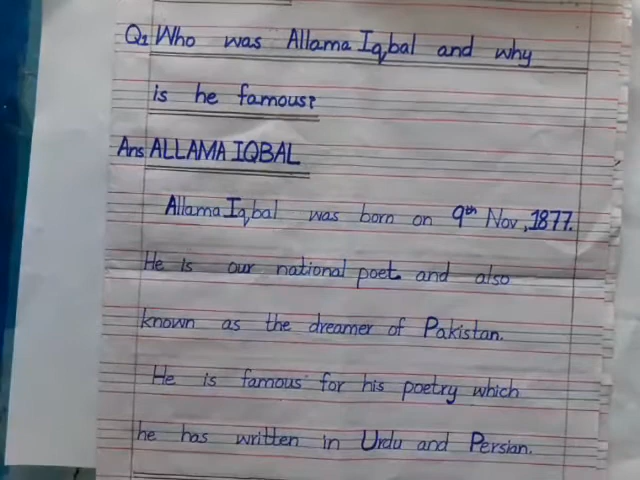 Q1 Who was Allama Iqbal and why
is he famous?
Ans ALLAMA IQBAL
Allama Iqbal was born on 9th Nov, 1877.
He is our national poet and also
known as the dreamer of Pakistan.
He is famous for his poetry which
he has written in Urdu and Persian.